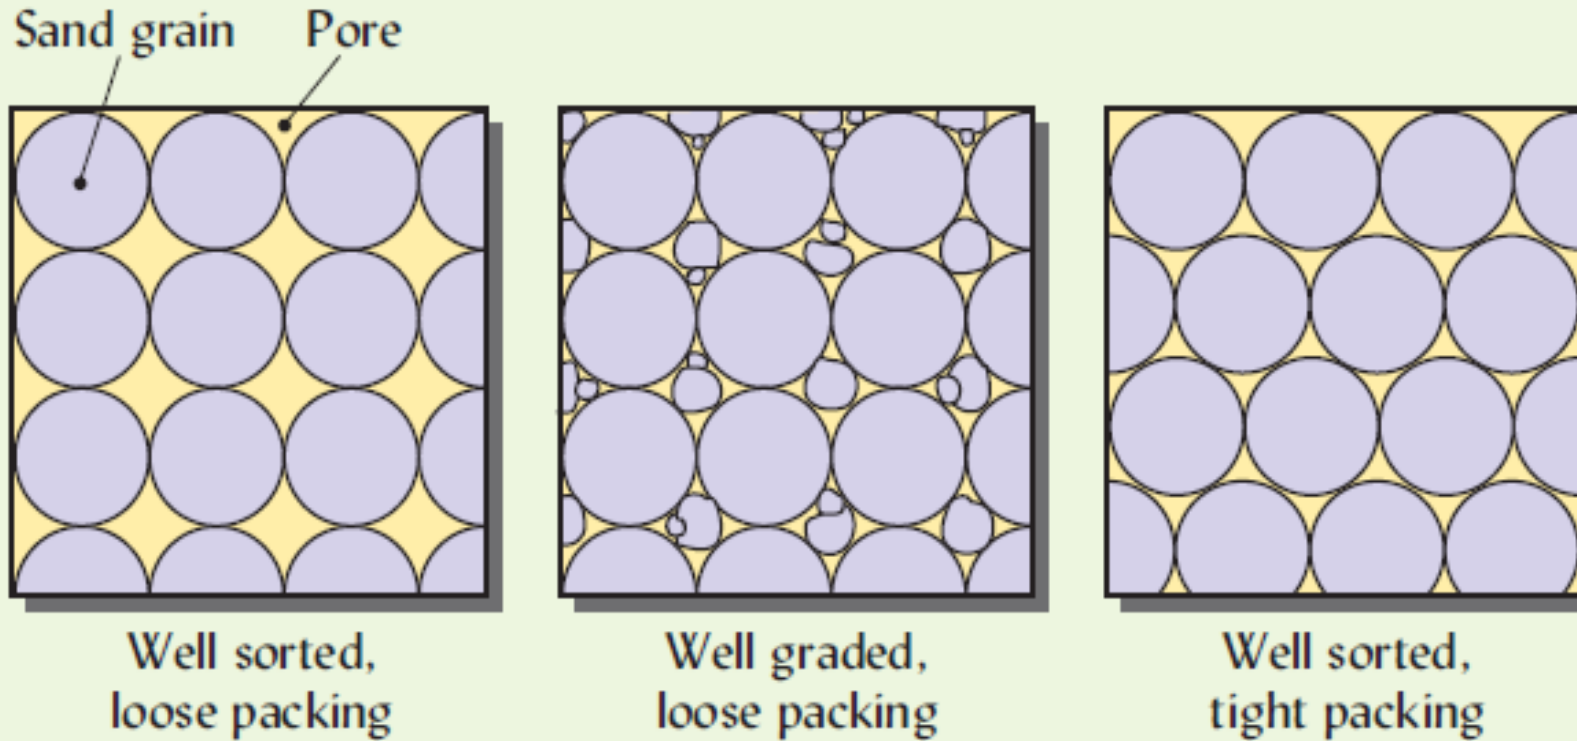 Sand grain
Pore
Well sorted,
loose packing
Well graded,
loose packing
Well sorted,
tight packing